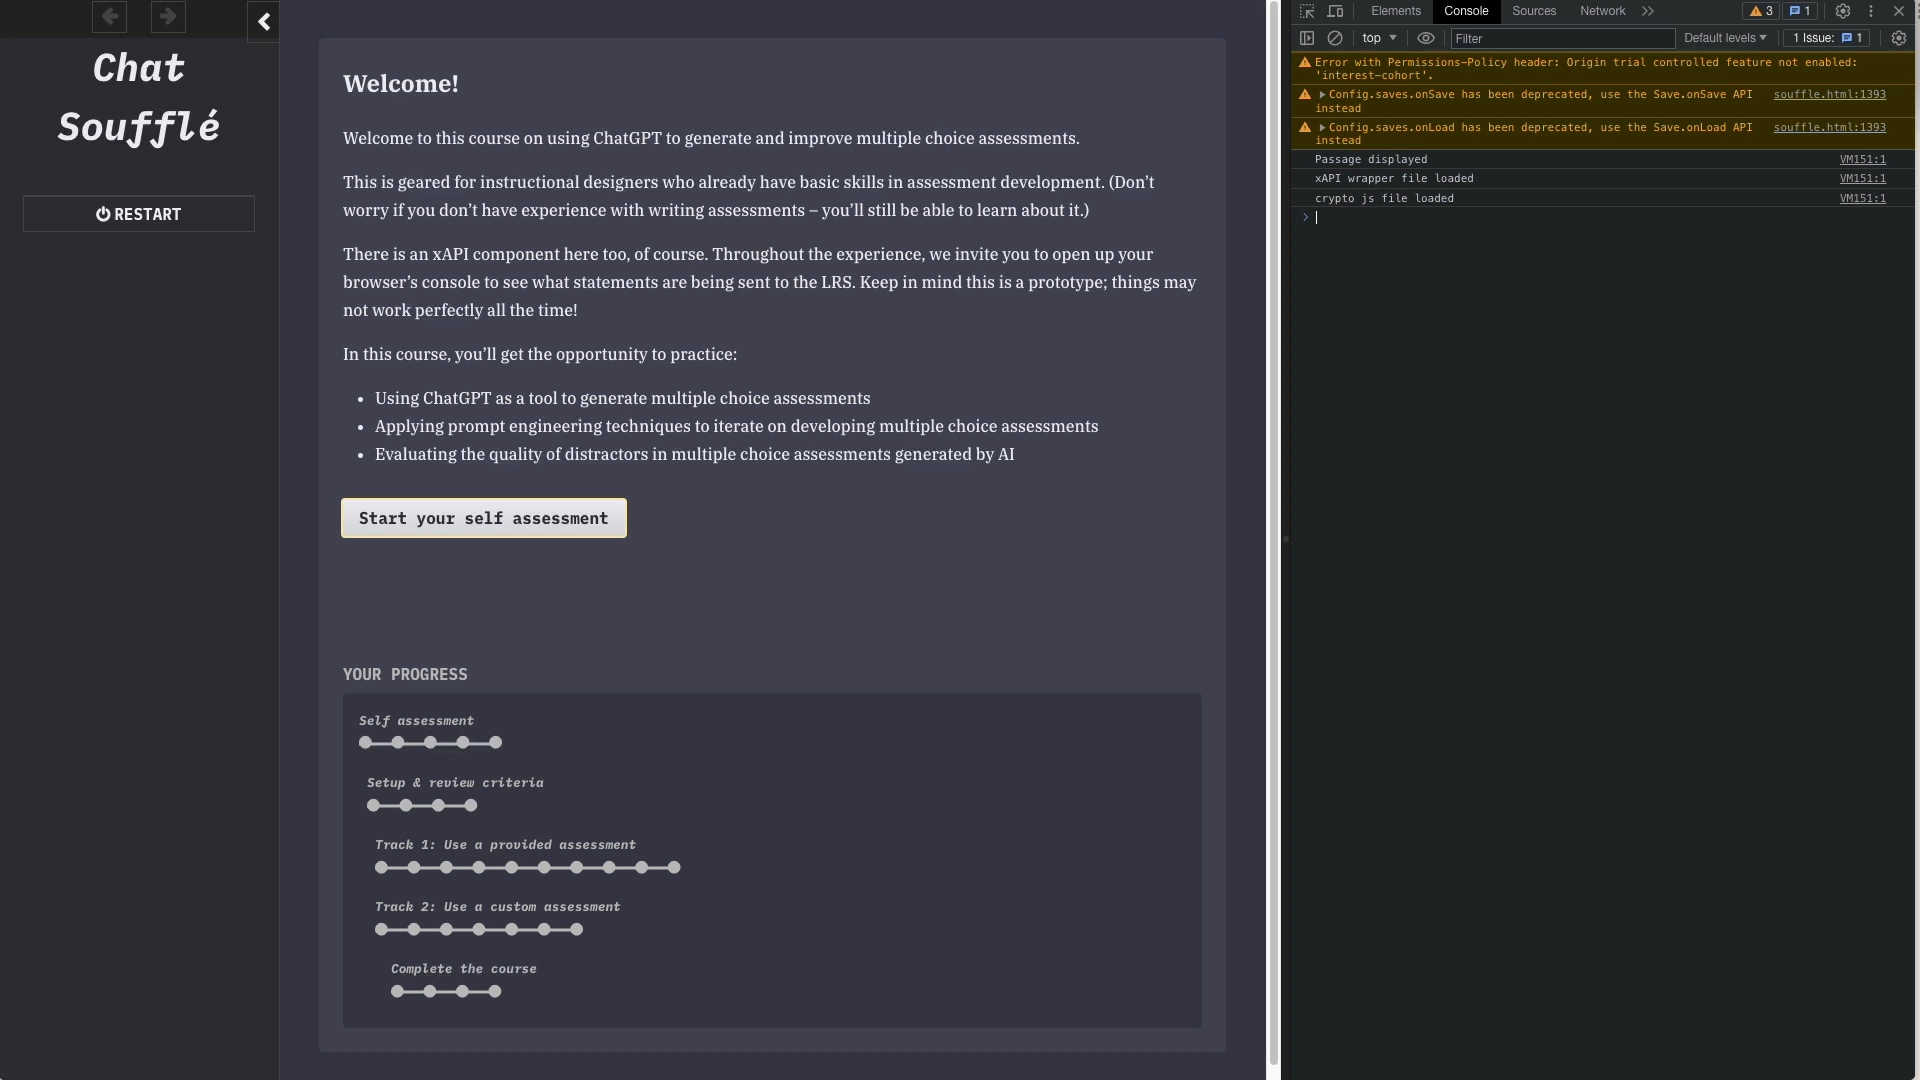 Chat
Soufflé
RESTART
Welcome!
Welcome to this course on using ChatGPT to generate and improve multiple choice assessments.
This is geared for instructional designers who already have basic skills in assessment development. (Don’t
worry if you don’t have experience with writing assessments – you’ll still be able to learn about it.)
There is an xAPI component here too, of course. Throughout the experience, we invite you to open up your
browser’s console to see what statements are being sent to the LRS. Keep in mind this is a prototype; things may
not work perfectly all the time!
In this course, you’ll get the opportunity to practice:
• Using ChatGPT as a tool to generate multiple choice assessments
• Applying prompt engineering techniques to iterate on developing multiple choice assessments
• Evaluating the quality of distractors in multiple choice assessments generated by AI
Start your self assessment
YOUR PROGRESS
Self assessment
Setup & review criteria
Track 1: Use a provided assessment
Track 2: Use a custom assessment
Complete the course
Elements Console Sources Network 3 1
top Filter Default levels 1 Issue: 1
Error with Permissions-Policy header: Origin trial controlled feature not enabled:
'interest-cohort'.
Config.saves.onSave has been deprecated, use the Save.onSave API souffle.html:1393
instead
Config.saves.onLoad has been deprecated, use the Save.onLoad API souffle.html:1393
instead
Passage displayed VM151:1
xAPI wrapper file loaded VM151:1
crypto js file loaded VM151:1